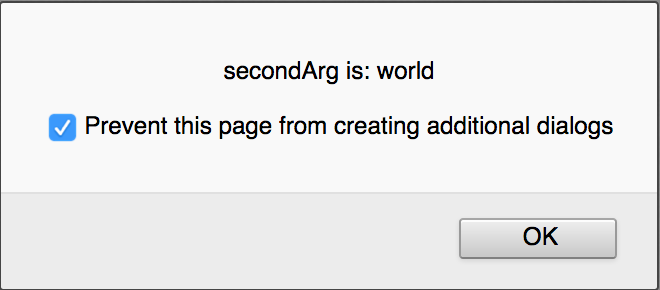 secondArg is: world
Prevent this page from creating additional dialogs
OK